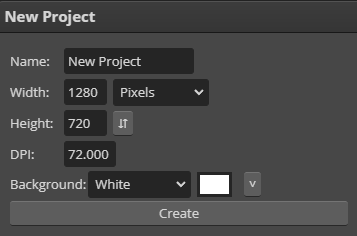 New Project
Name: New Project
Width: 1280 Pixels
Height: 720
DPI: 72.000
Background: White v
Create